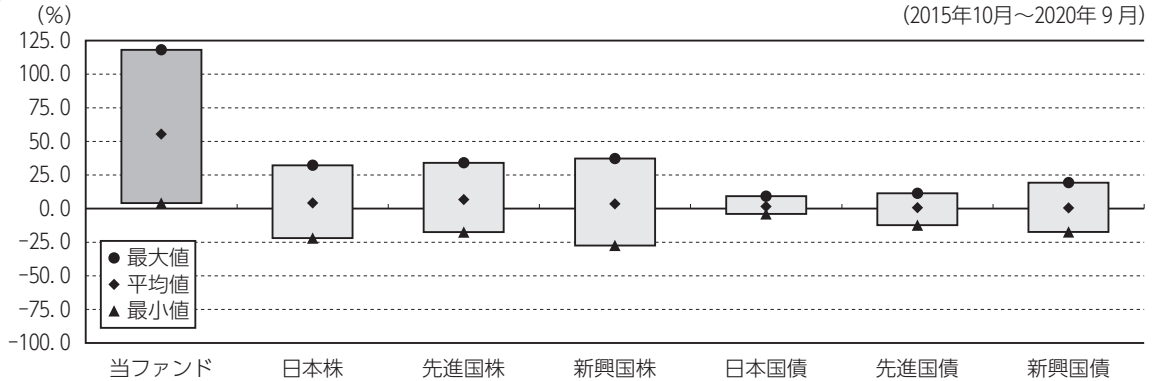 (%)
(2015年10月〜2020年9月)
125.0
100.0
75.0
50.0
25.0
0.0
-25.0
-50.0
-75.0
-100.0
● 最大値
◆ 平均値
▲ 最小値
当ファンド 日本株 先進国株 新興国株 日本国債 先進国債 新興国債